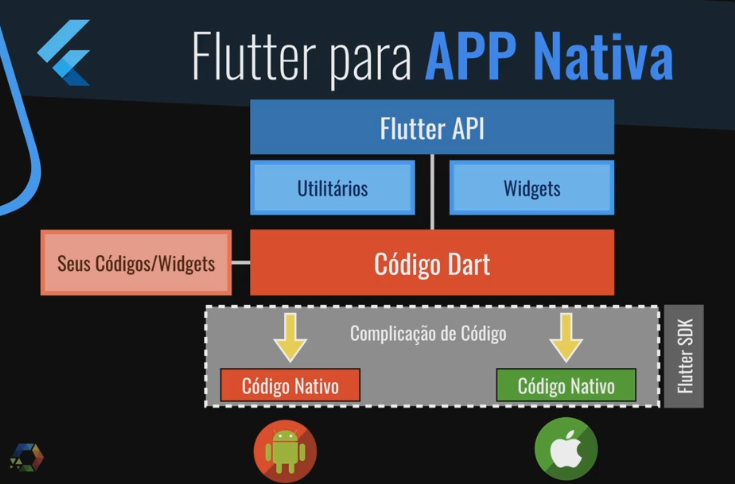 Flutter para APP Nativa
Flutter API
Utilitários
Widgets
Seus Códigos/Widgets
Código Dart
Complicação de Código
Flutter SDK
Código Nativo
Código Nativo